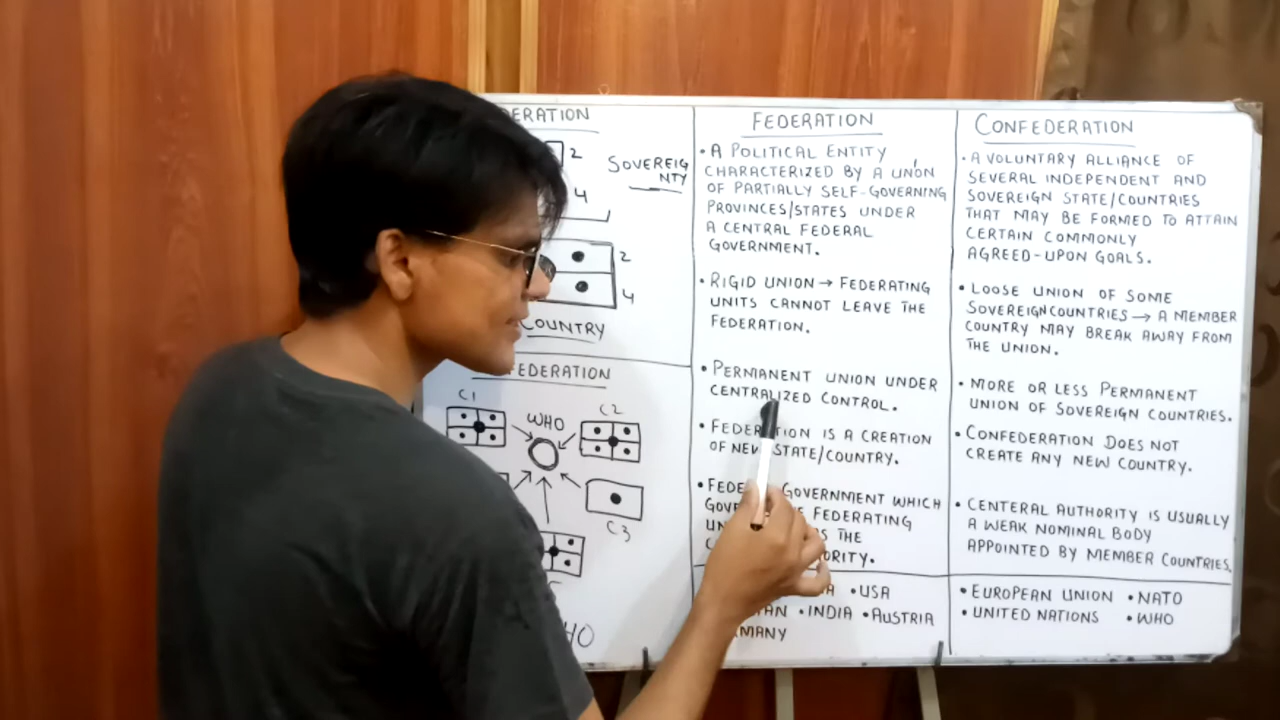 ERATION
2
SOVEREIG
NTY
4
2
4
COUNTRY
FEDERATION
C1
WHO
C2
C3
HO
FEDERATION
• A POLITICAL ENTITY
CHARACTERIZED BY A UNION
OF PARTIALLY SELF-GOVERNING
PROVINCES/STATES UNDER
A CENTRAL FEDERAL
GOVERNMENT.
• RIGID UNION → FEDERATING
UNITS CANNOT LEAVE THE
FEDERATION.
• PERMANENT UNION UNDER
CENTRALIZED CONTROL.
• FEDERATION IS A CREATION
OF NEW STATE/COUNTRY.
GOVERNMENT WHICH
FEDERATING
THE
• USA
• INDIA • AUSTRIA
CONFEDERATION
• A VOLUNTARY ALLIANCE OF
SEVERAL INDEPENDENT AND
SOVEREIGN STATE/COUNTRIES
THAT MAY BE FORMED TO ATTAIN
CERTAIN COMMONLY
AGREED-UPON GOALS.
• LOOSE UNION OF SOME
SOVEREIGN COUNTRIES → A MEMBER
COUNTRY MAY BREAK AWAY FROM
THE UNION.
• MORE OR LESS PERMANENT
UNION OF SOVEREIGN COUNTRIES.
• CONFEDERATION DOES NOT
CREATE ANY NEW COUNTRY.
• CENTERAL AUTHORITY IS USUALLY
A WEAK NOMINAL BODY
APPOINTED BY MEMBER COUNTRIES.
• EUROPEAN UNION • NATO
• UNITED NATIONS • WHO